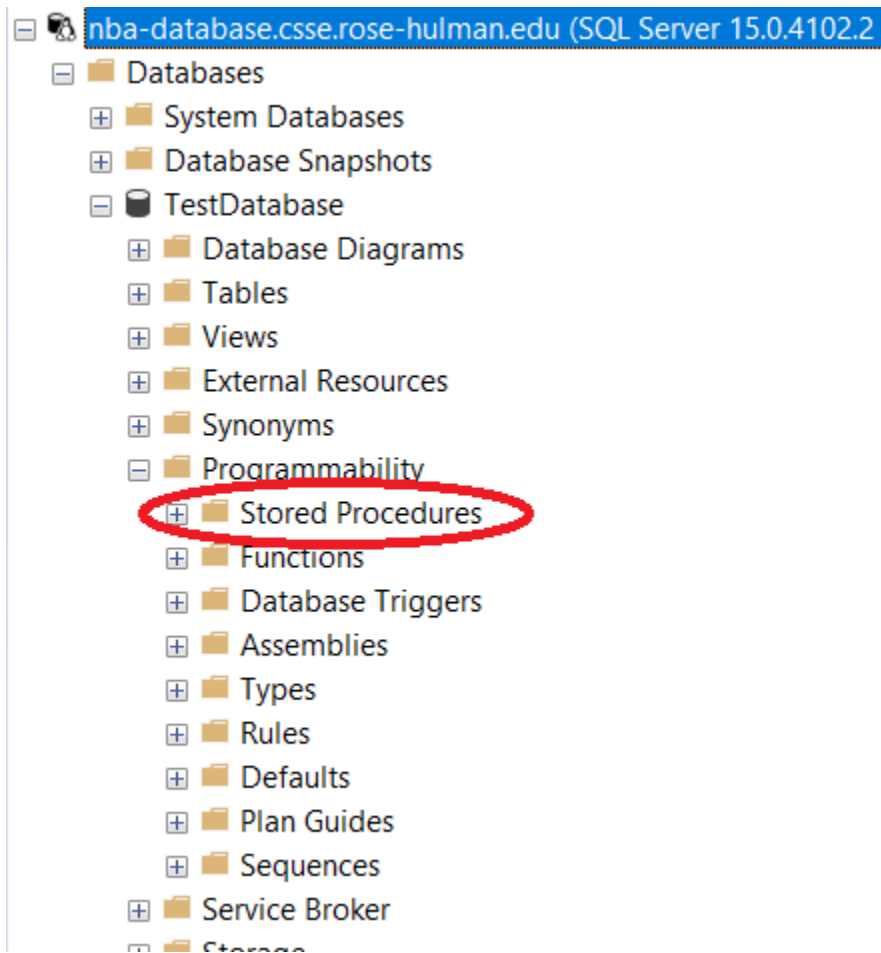 nba-database.csse.rose-hulman.edu (SQL Server 15.0.4102.2
Databases
System Databases
Database Snapshots
TestDatabase
Database Diagrams
Tables
Views
External Resources
Synonyms
Programmability
Stored Procedures
Functions
Database Triggers
Assemblies
Types
Rules
Defaults
Plan Guides
Sequences
Service Broker
Storage